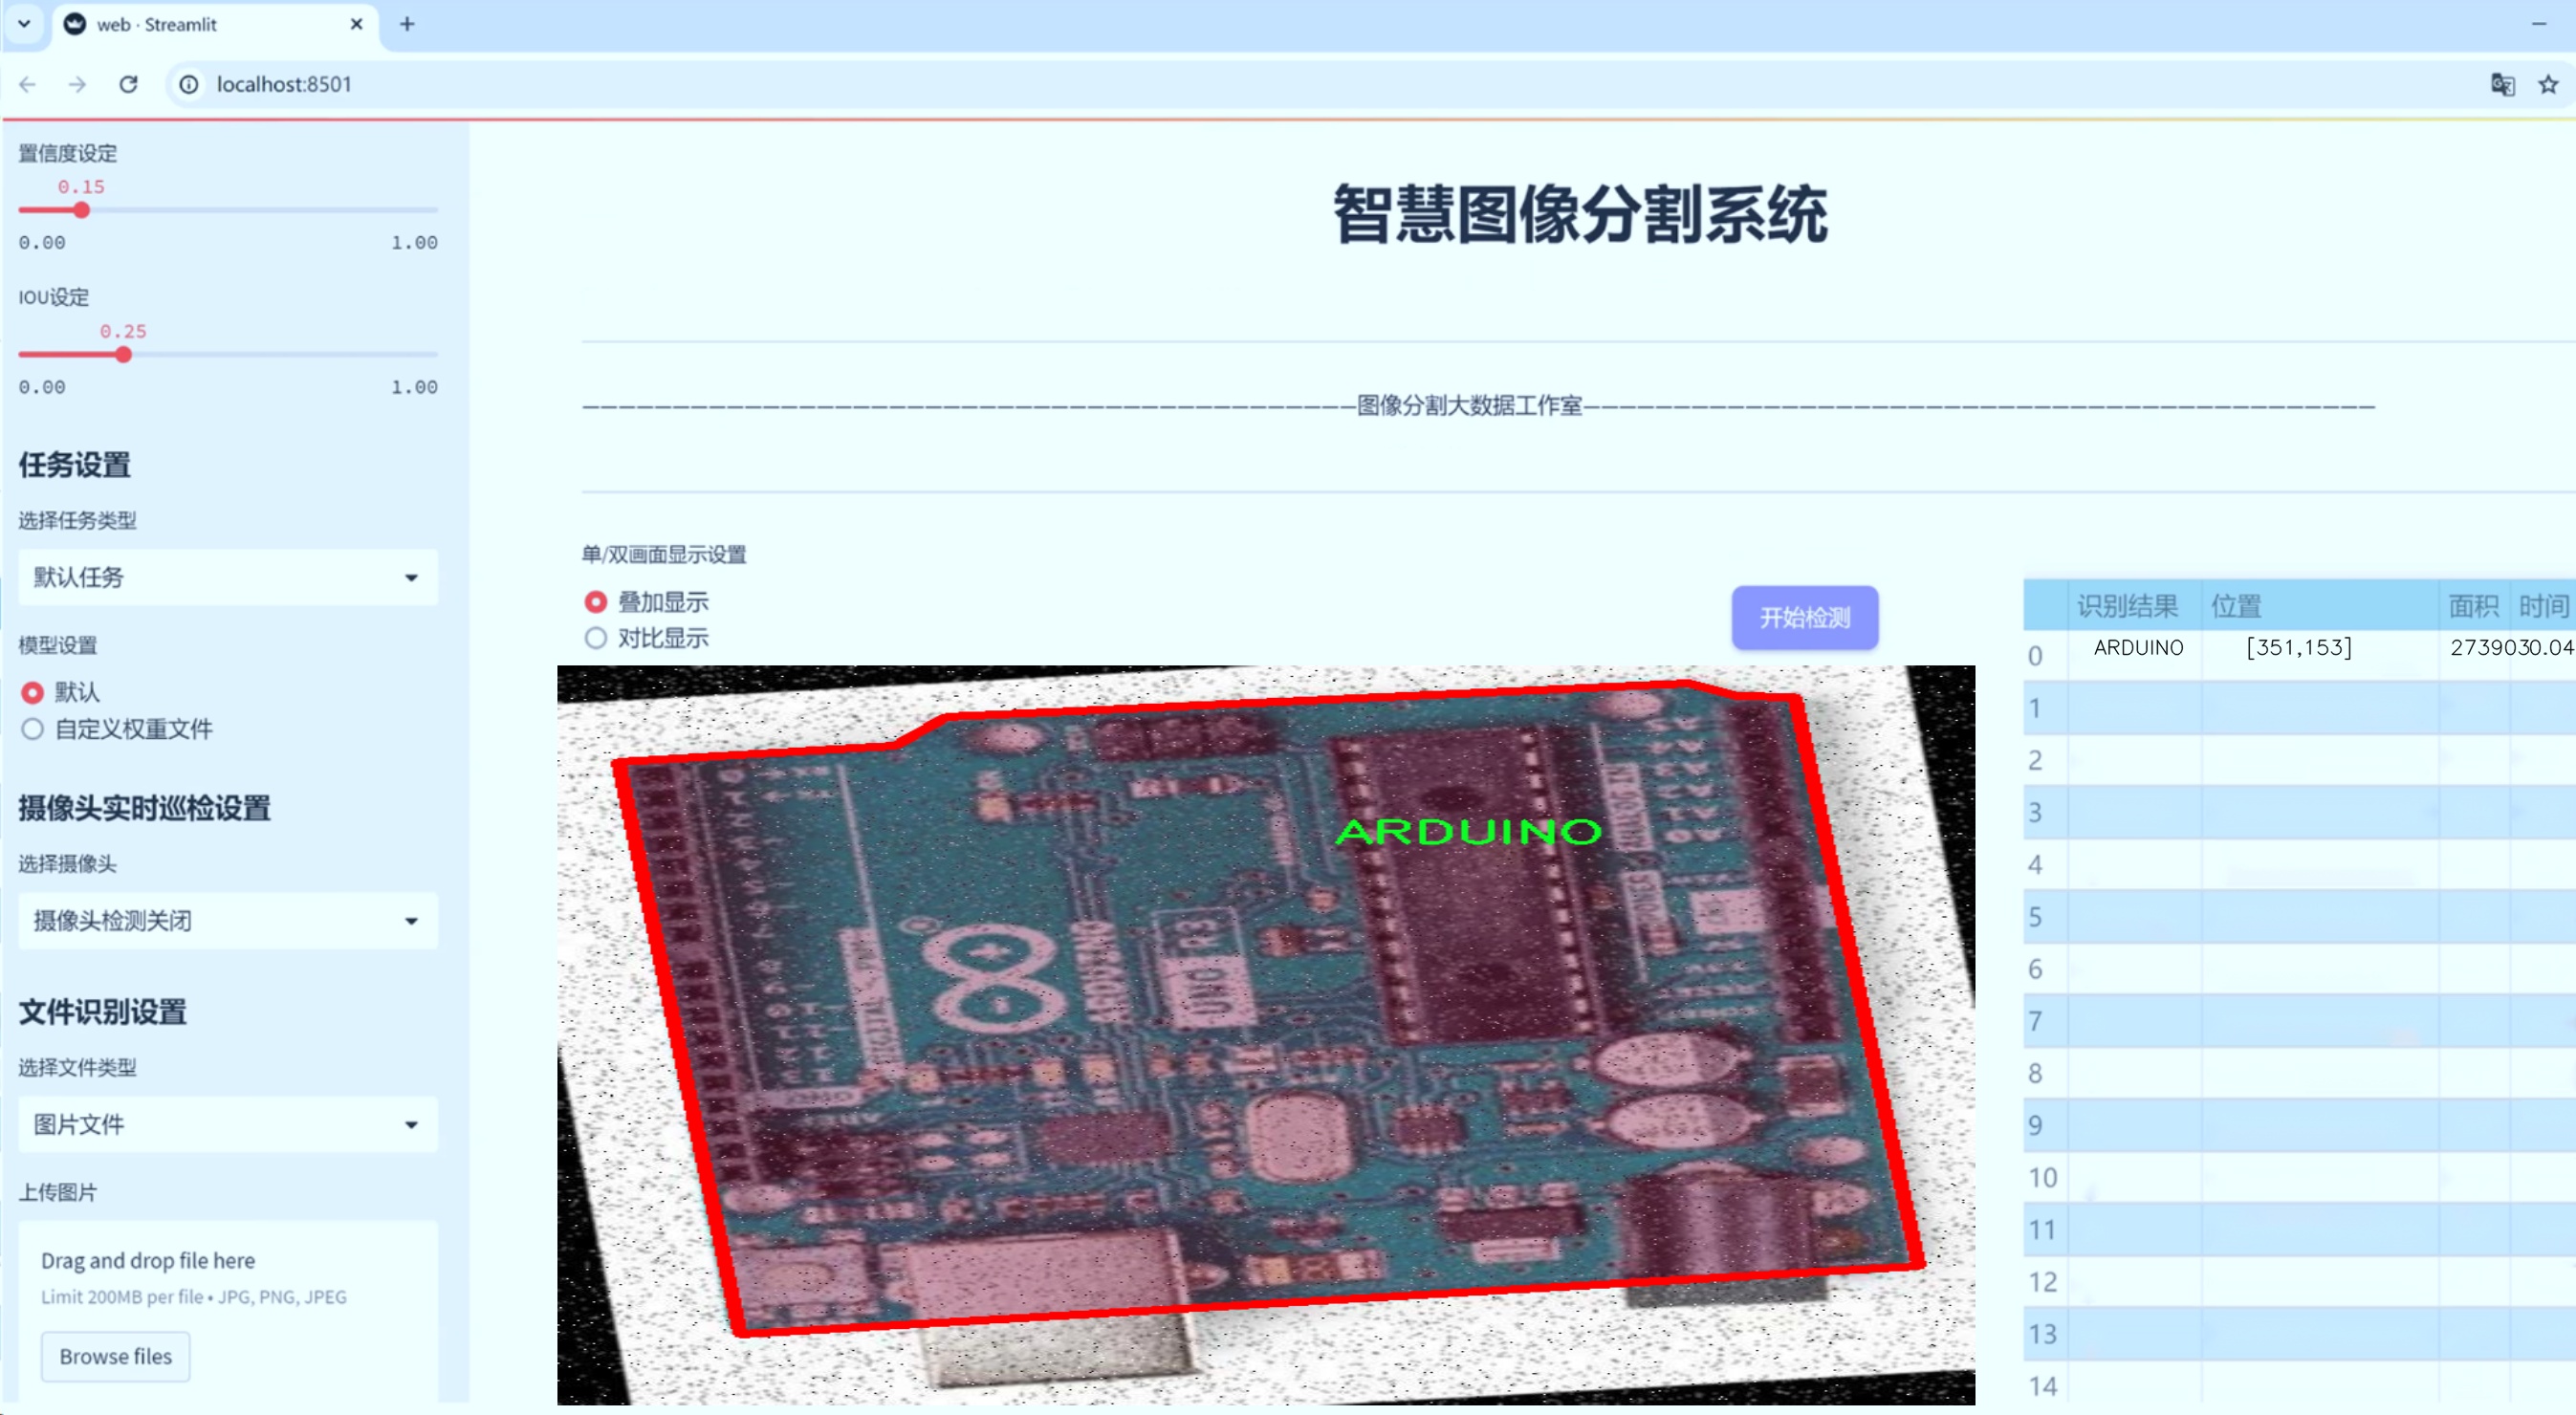 web · Streamlit
localhost:8501
置信度设定
0.15
0.00 1.00
IOU设定
0.25
0.00 1.00
任务设置
选择任务类型
默认任务
模型设置
默认
自定义权重文件
摄像头实时巡检设置
选择摄像头
摄像头检测关闭
文件识别设置
选择文件类型
图片文件
上传图片
Drag and drop file here
Limit 200MB per file • JPG, PNG, JPEG
Browse files
智慧图像分割系统
图像分割大数据工作室
单/双画面显示设置
叠加显示
对比显示
开始检测
ARDUINO
ARDUINO
UNO R3
识别结果 位置 面积 时间
0 ARDUINO [351,153] 2739030.04
1
2
3
4
5
6
7
8
9
10
11
12
13
14